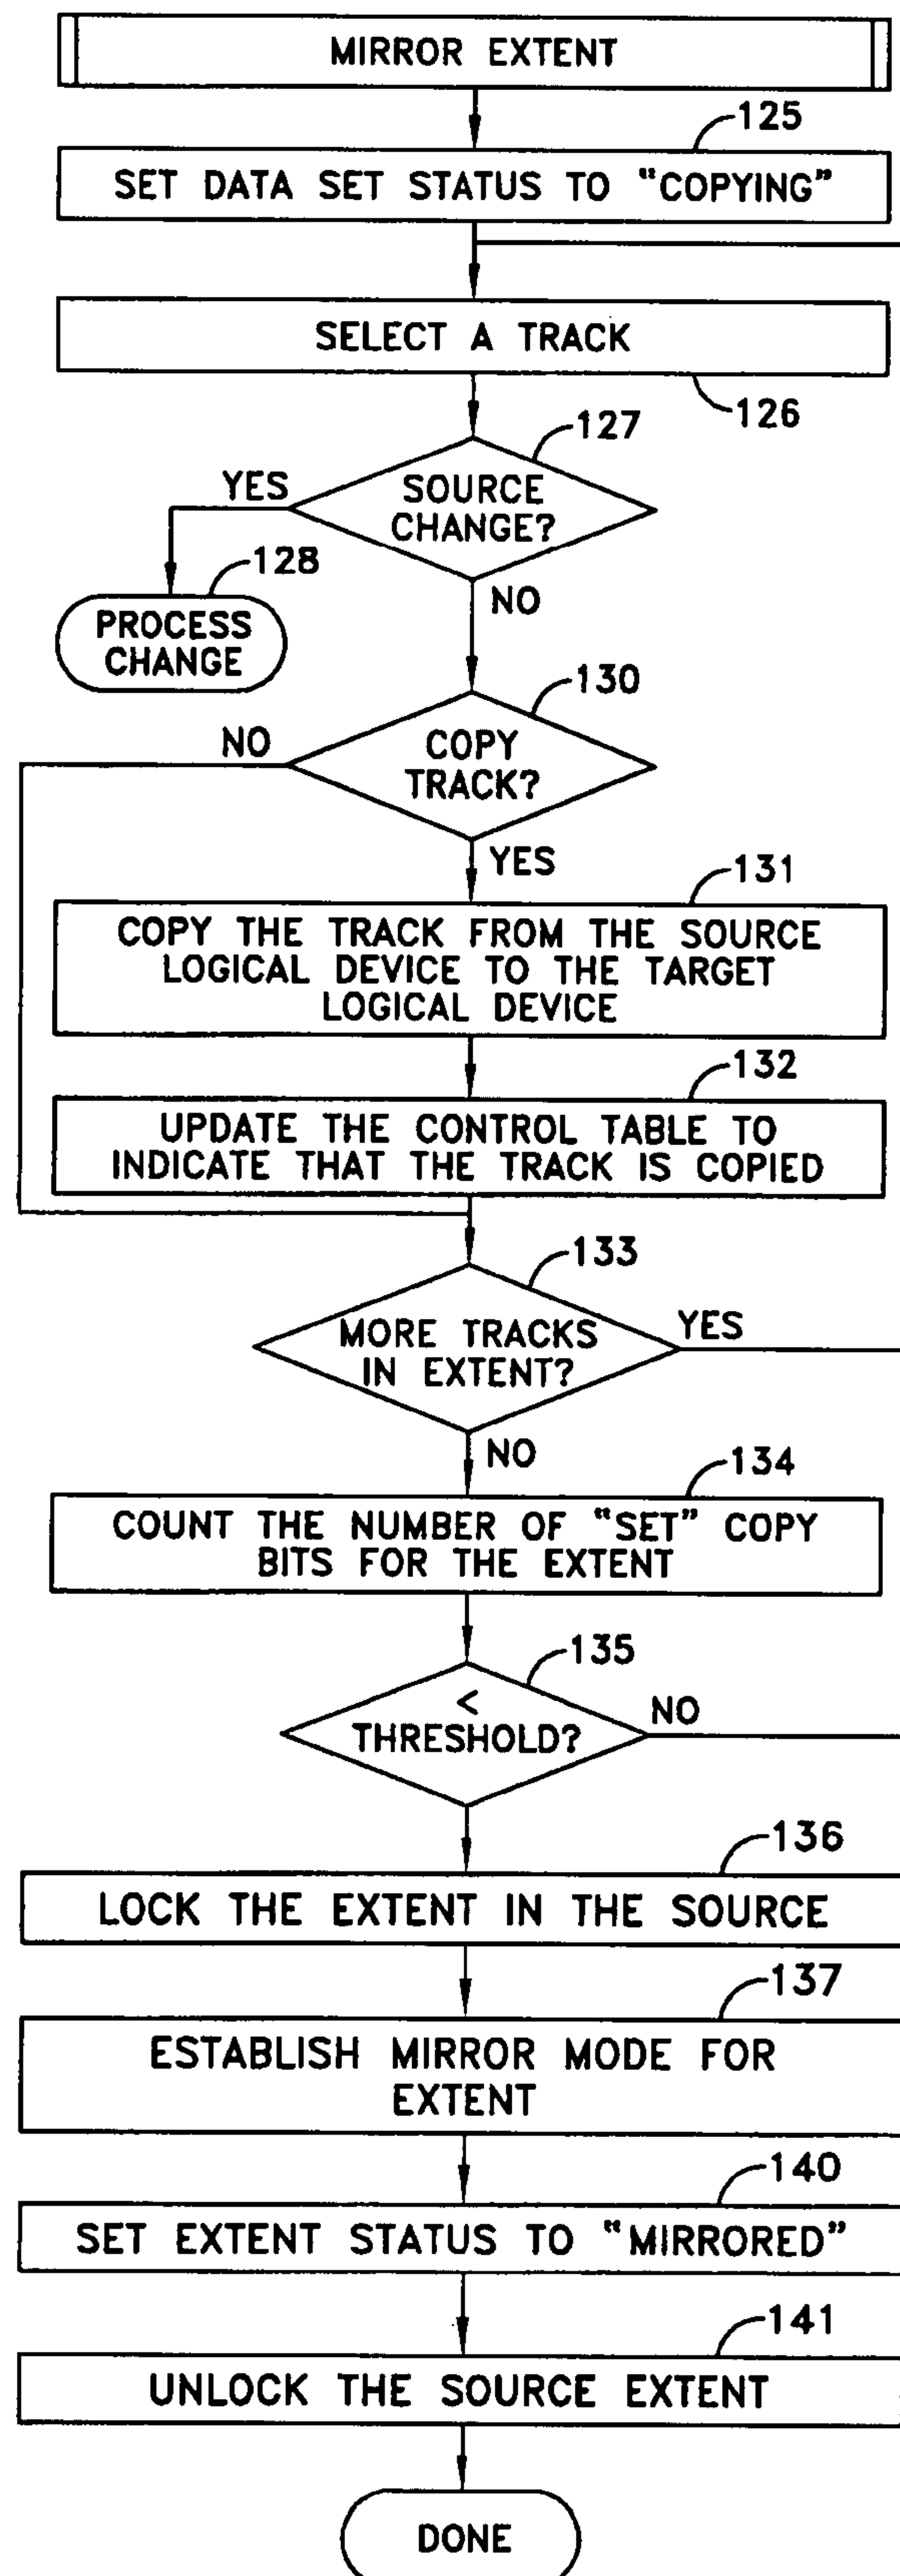 MIRROR EXTENT
125
SET DATA SET STATUS TO "COPYING"
SELECT A TRACK
126
127
SOURCE
CHANGE?
YES
128
PROCESS
CHANGE
NO
130
COPY
TRACK?
NO
YES
131
COPY THE TRACK FROM THE SOURCE
LOGICAL DEVICE TO THE TARGET
LOGICAL DEVICE
132
UPDATE THE CONTROL TABLE TO
INDICATE THAT THE TRACK IS COPIED
133
MORE TRACKS
IN EXTENT?
YES
NO
134
COUNT THE NUMBER OF "SET" COPY
BITS FOR THE EXTENT
135
<
THRESHOLD?
NO
136
LOCK THE EXTENT IN THE SOURCE
137
ESTABLISH MIRROR MODE FOR
EXTENT
140
SET EXTENT STATUS TO "MIRRORED"
141
UNLOCK THE SOURCE EXTENT
DONE